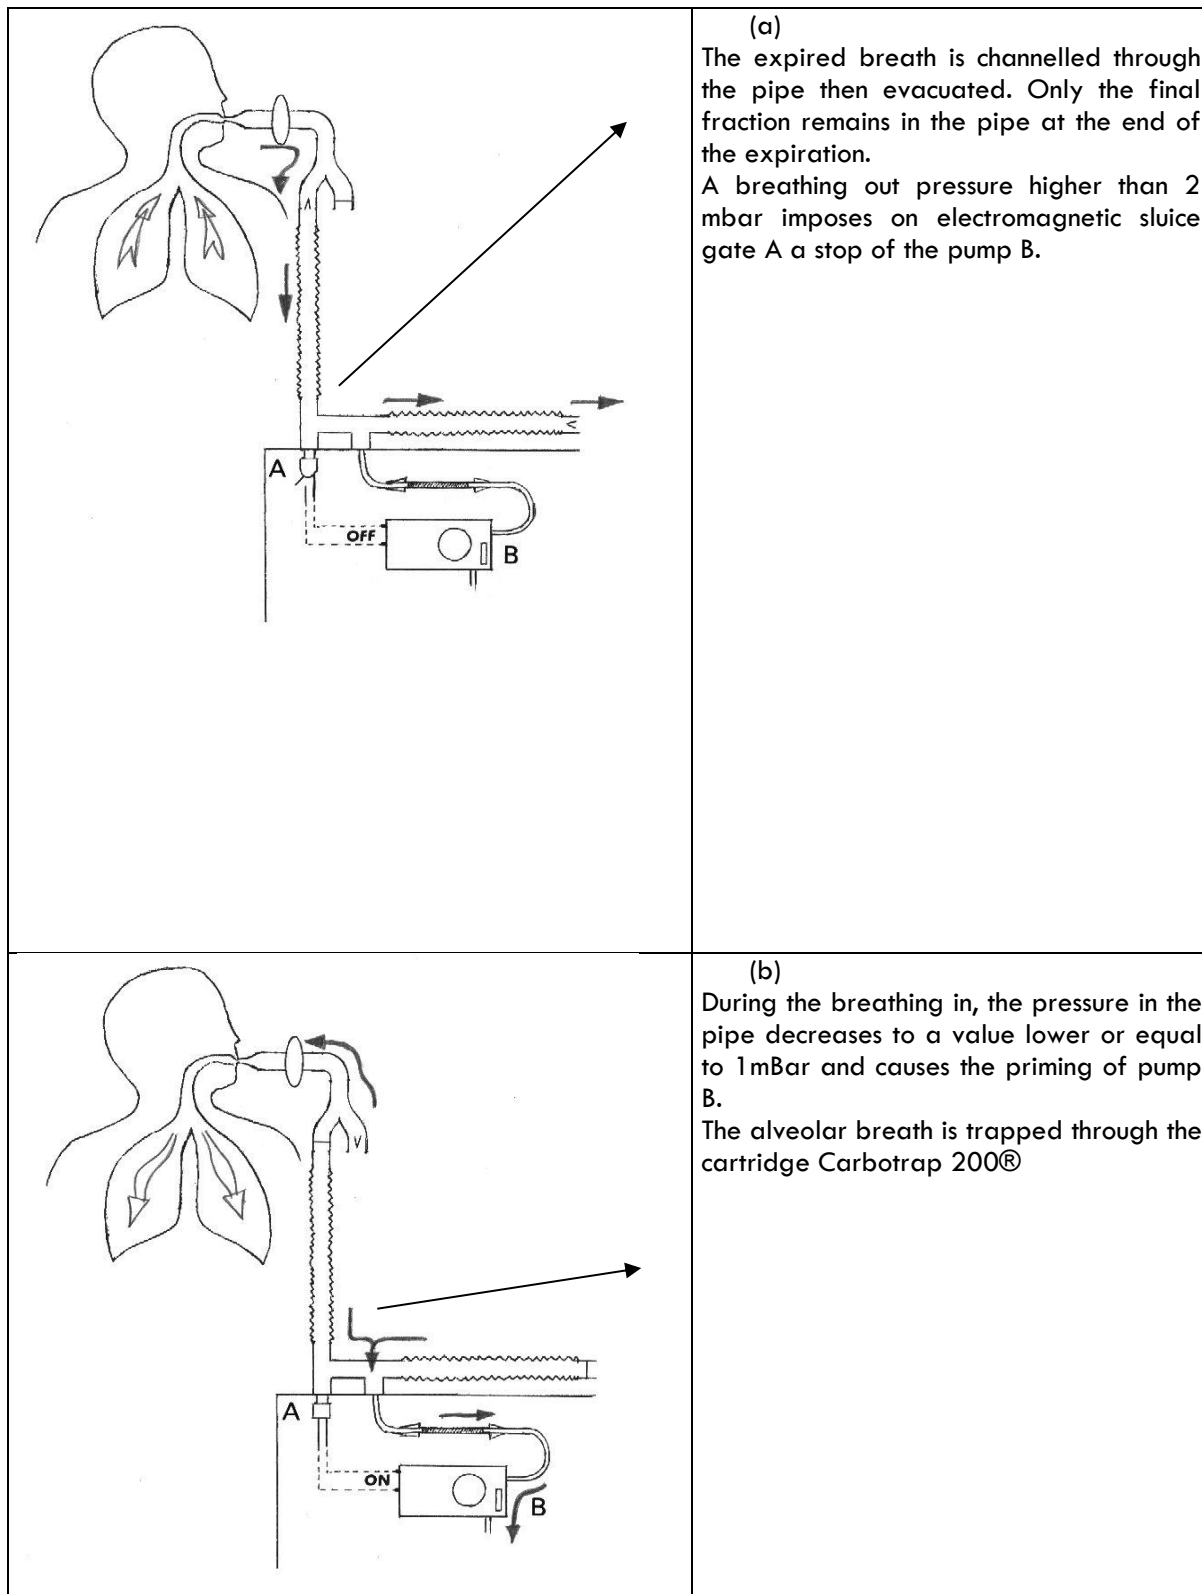 (a)
The expired breath is channelled through
the pipe then evacuated. Only the final
fraction remains in the pipe at the end of
the expiration.
A breathing out pressure higher than 2
mbar imposes on electromagnetic sluice
gate A a stop of the pump B.
A
OFF
B
(b)
During the breathing in, the pressure in the
pipe decreases to a value lower or equal
to 1mBar and causes the priming of pump
B.
The alveolar breath is trapped through the
cartridge Carbotrap 200®
A
ON
B